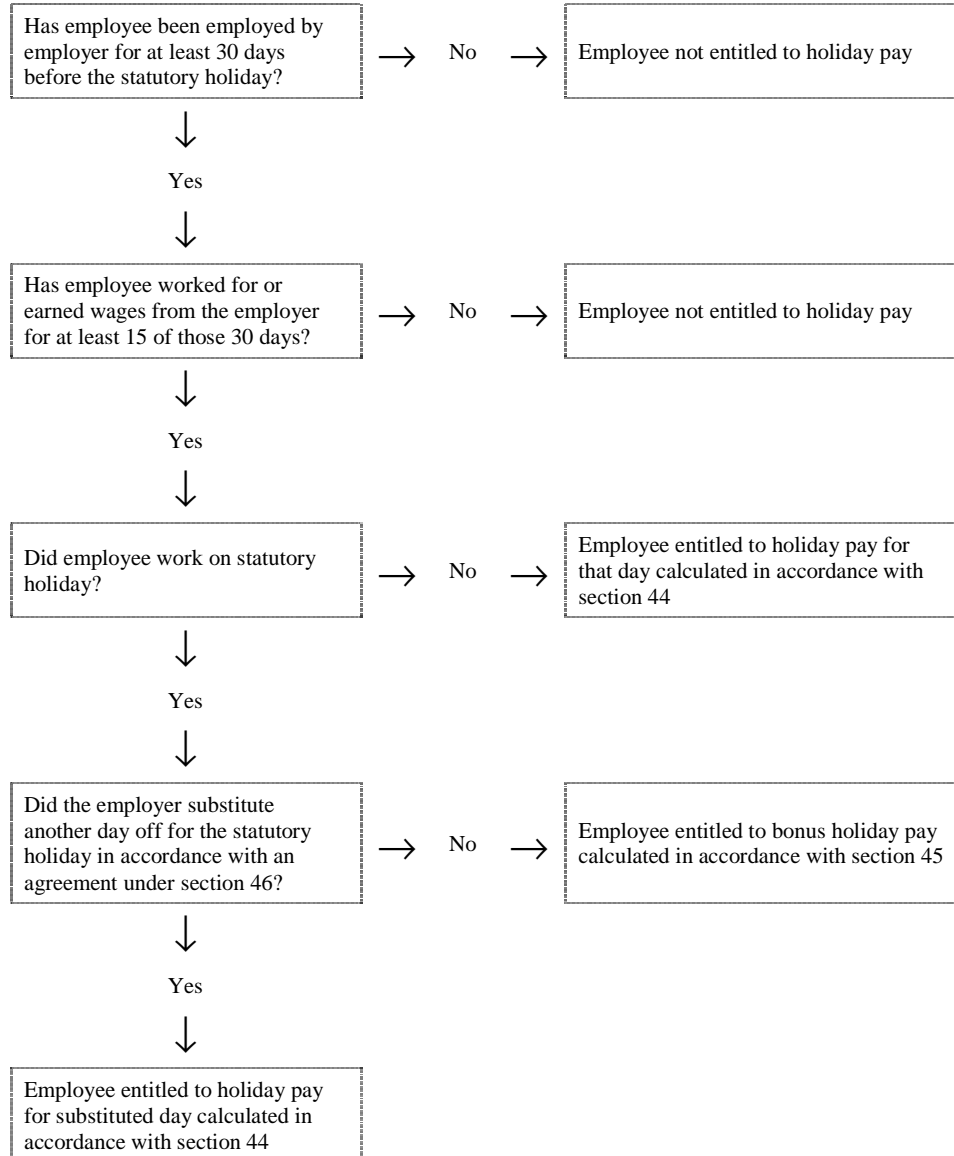 Has employee been employed by
employer for at least 30 days
before the statutory holiday?
No
Employee not entitled to holiday pay
Yes
Has employee worked for or
earned wages from the employer
for at least 15 of those 30 days?
No
Employee not entitled to holiday pay
Yes
Did employee work on statutory
holiday?
No
Employee entitled to holiday pay for
that day calculated in accordance with
section 44
Yes
Did the employer substitute
another day off for the statutory
holiday in accordance with an
agreement under section 46?
No
Employee entitled to bonus holiday pay
calculated in accordance with section 45
Yes
Employee entitled to holiday pay
for substituted day calculated in
accordance with section 44